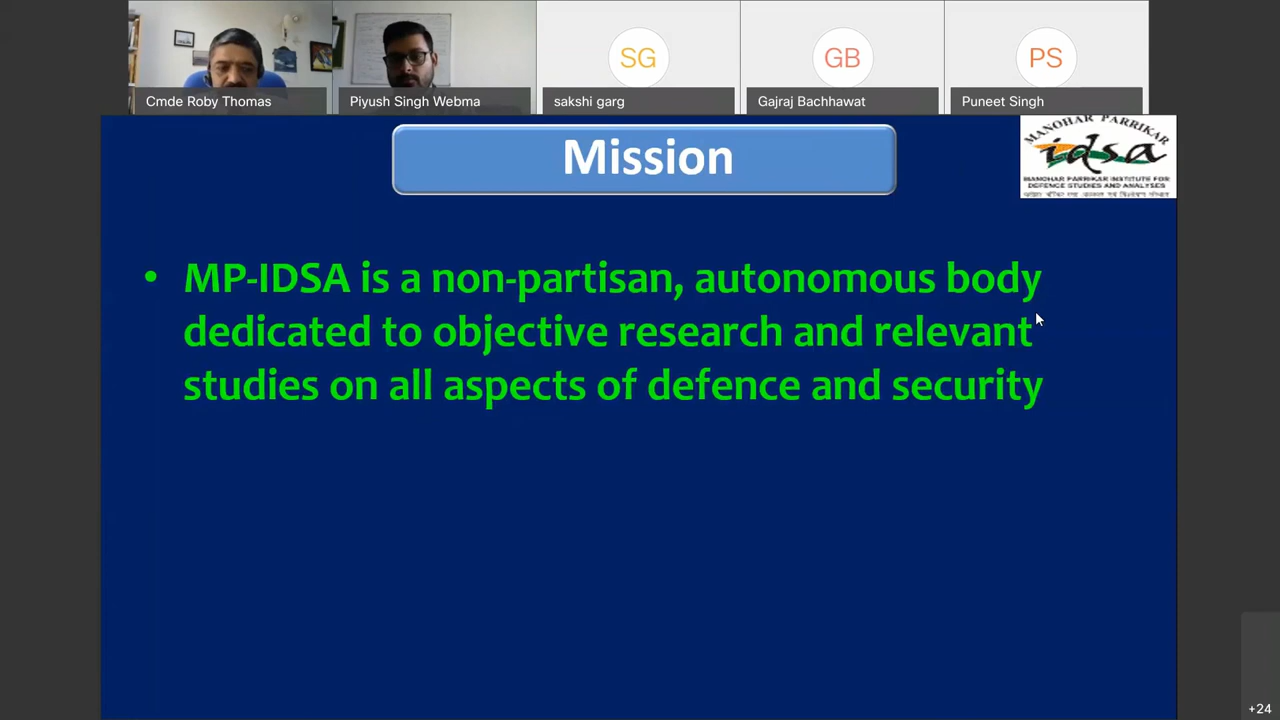 SG
GB
PS
Cmde Roby Thomas
Piyush Singh Webma
sakshi garg
Gajraj Bachhawat
Puneet Singh
Mission
MANOHAR PARRIKAR
idsa
MANOHAR PARRIKAR INSTITUTE FOR
DEFENCE STUDIES AND ANALYSES
• MP-IDSA is a non-partisan, autonomous body
dedicated to objective research and relevant
studies on all aspects of defence and security
+24